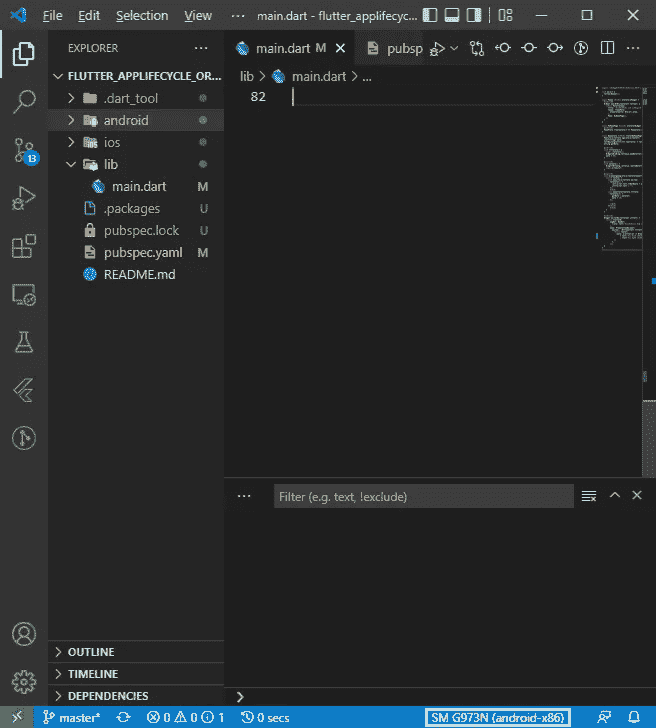 File Edit Selection View ··· main.dart - flutter_applifecyc...
EXPLORER ···
main.dart M
pubsp
FLUTTER_APPLIFECYCLE_OR...
lib > main.dart > ...
82
.dart_tool
android
ios
lib
main.dart M
.packages U
pubspec.lock U
pubspec.yaml M
README.md
13
Filter (e.g. text, !exclude)
OUTLINE
TIMELINE
DEPENDENCIES
master* 0 0 1 0 secs SM G973N (android-x86)